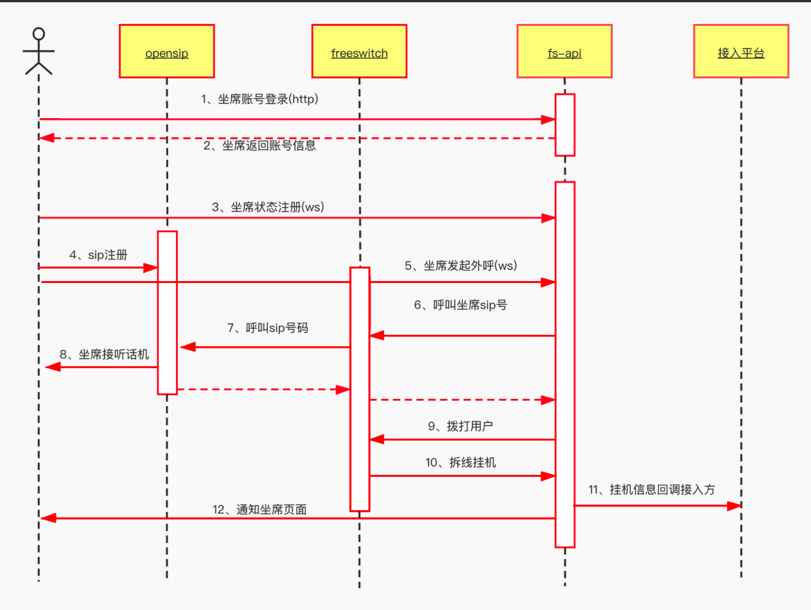 opensip
freeswitch
fs-api
接入平台
1、坐席账号登录(http)
2、坐席返回账号信息
3、坐席状态注册(ws)
4、sip注册
5、坐席发起外呼(ws)
6、呼叫坐席sip号
7、呼叫sip号码
8、坐席接听话机
9、拨打用户
10、拆线挂机
11、挂机信息回调接入方
12、通知坐席页面